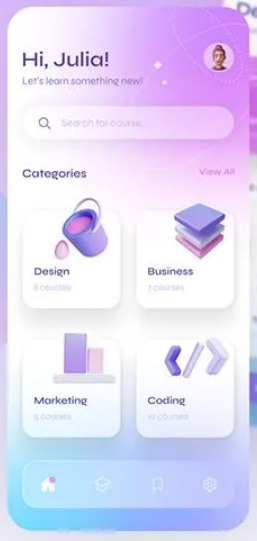 Hi, Julia!
Let's learn something new!
Search for course...
Categories
View All
Design
8 courses
Business
7 courses
Marketing
5 courses
Coding
10 courses